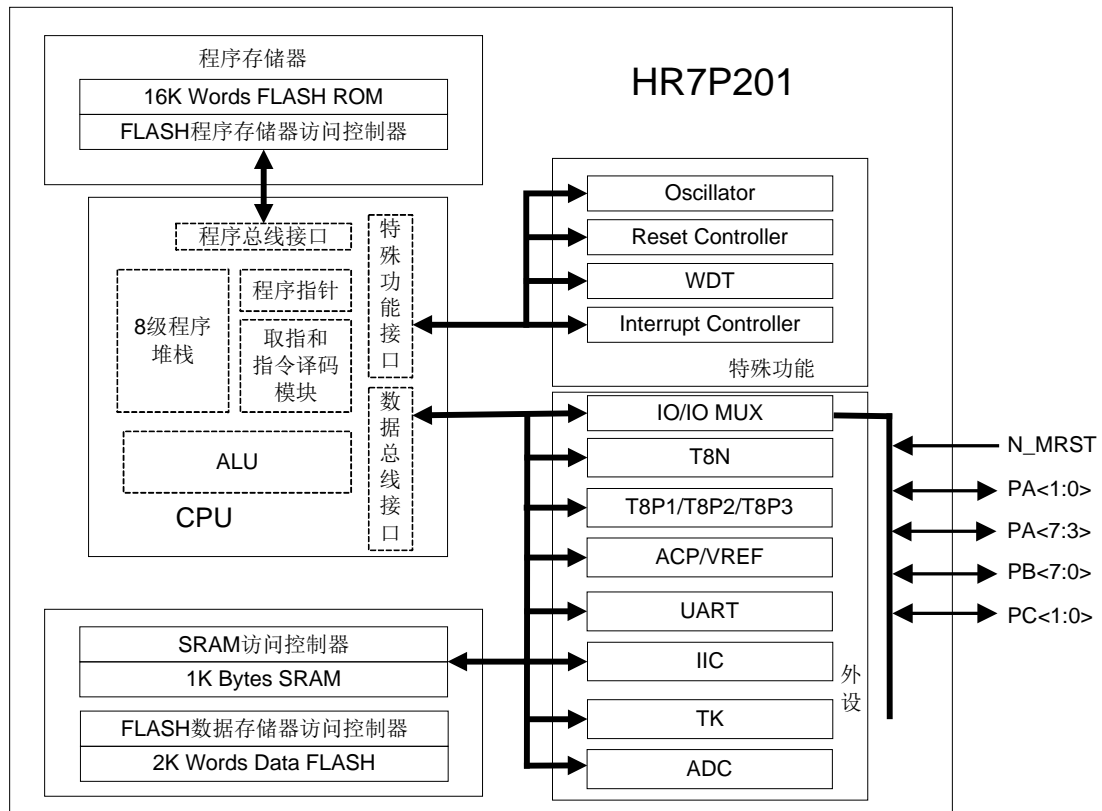 程序存储器
16K Words FLASH ROM
FLASH程序存储器访问控制器
HR7P201
程序总线接口
8级程序
堆栈
程序指针
取指和
指令译码
模块
ALU
CPU
特殊功能接口
数据总线接口
Oscillator
Reset Controller
WDT
Interrupt Controller
特殊功能
IO/IO MUX
T8N
T8P1/T8P2/T8P3
ACP/VREF
UART
IIC
TK
ADC
外设
N_MRST
PA<1:0>
PA<7:3>
PB<7:0>
PC<1:0>
SRAM访问控制器
1K Bytes SRAM
FLASH数据存储器访问控制器
2K Words Data FLASH